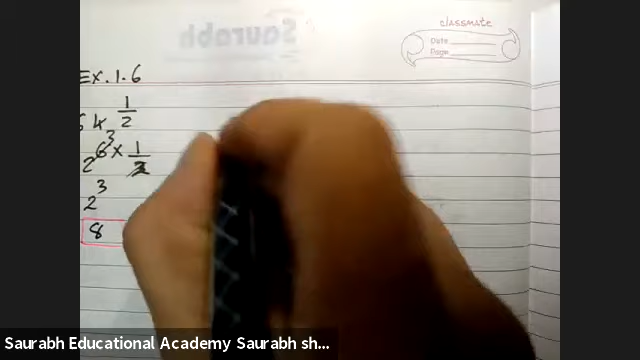 Saurabh
classmate
Date
Page
Ex. 1.6
64 1/2
2 6 3 × 1/2
2 3
8
Saurabh Educational Academy Saurabh sh...